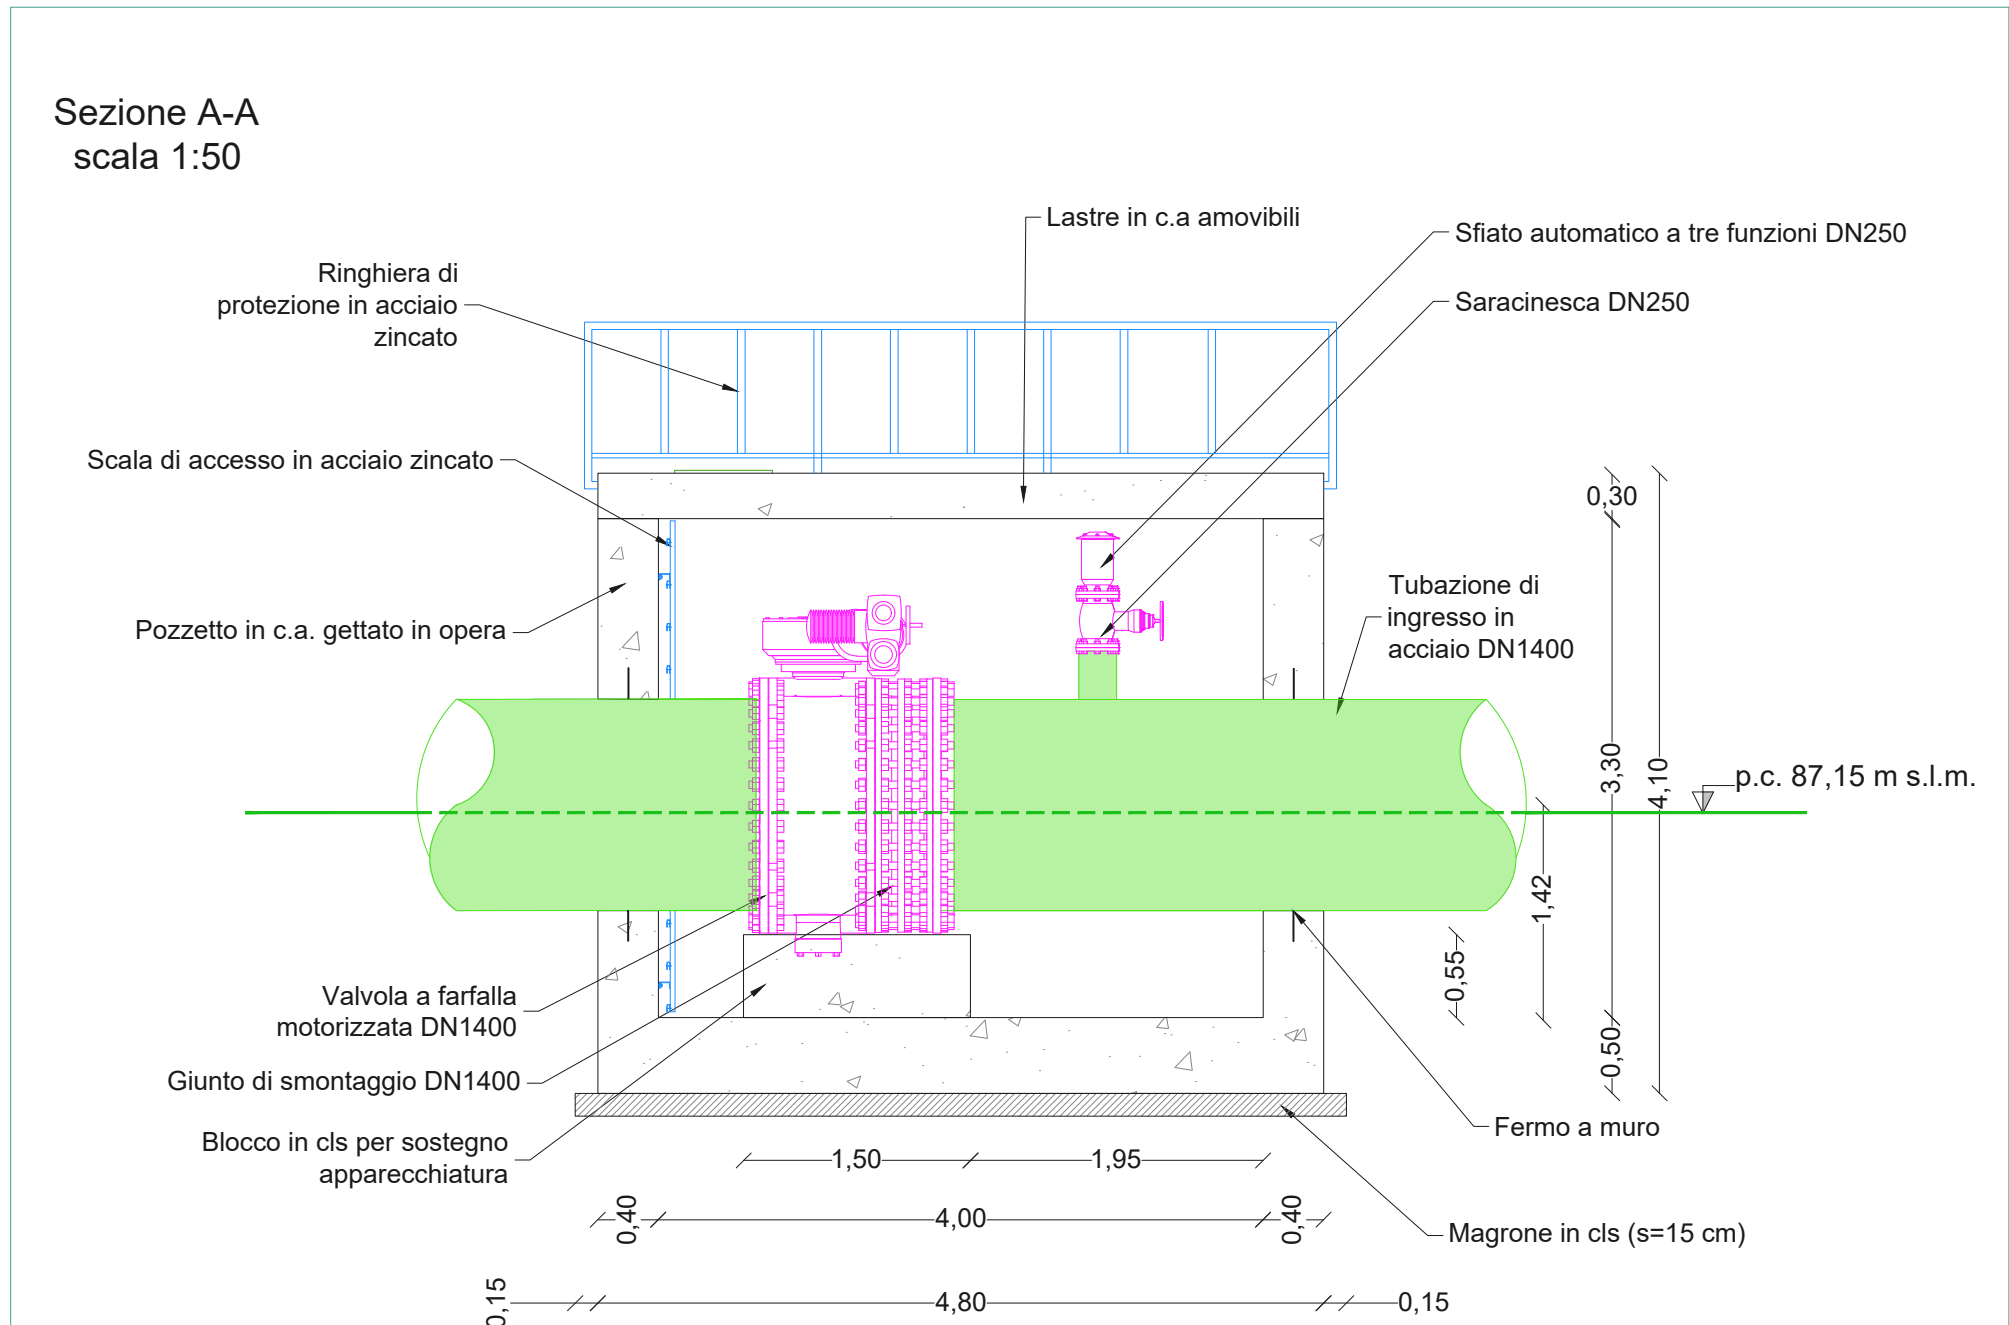 Sezione A-A
scala 1:50
Lastre in c.a amovibili
Sfiato automatico a tre funzioni DN250
Ringhiera di
protezione in acciaio
zincato
Saracinesca DN250
Scala di accesso in acciaio zincato
0,30
Tubazione di
ingresso in
acciaio DN1400
Pozzetto in c.a. gettato in opera
3,30
4,10
p.c. 87,15 m s.l.m.
1,42
0,55
0,50
Valvola a farfalla
motorizzata DN1400
Giunto di smontaggio DN1400
Blocco in cls per sostegno
apparecchiatura
Fermo a muro
1,50
1,95
0,40
4,00
0,40
Magrone in cls (s=15 cm)
0,15
4,80
0,15